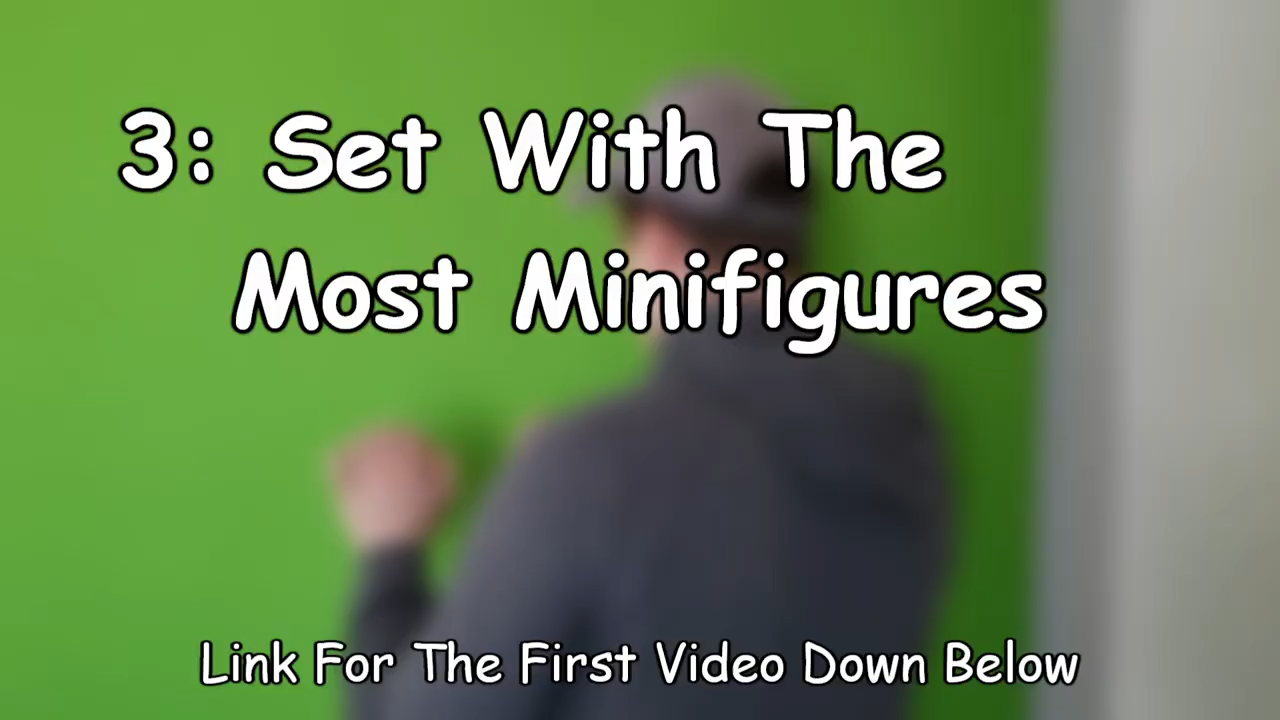 3: Set With The
Most Minifigures
Link For The First Video Down Below